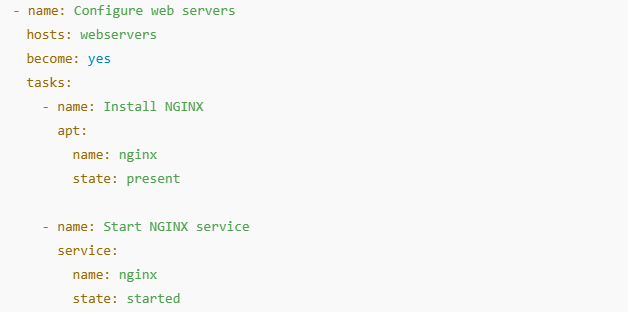 - name: Configure web servers
  hosts: webservers
  become: yes
  tasks:
    - name: Install NGINX
      apt:
        name: nginx
        state: present

    - name: Start NGINX service
      service:
        name: nginx
        state: started